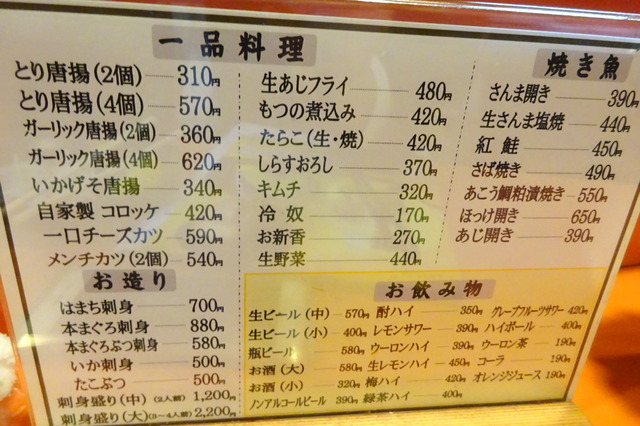 一品料理
とり唐揚(2個) 310円
とり唐揚(4個) 570円
ガーリック唐揚(2個) 360円
ガーリック唐揚(4個) 620円
いかげそ唐揚 340円
自家製 コロッケ 420円
一口チーズカツ 590円
メンチカツ(2個) 540円
生あじフライ 480円
もつの煮込み 420円
たらこ(生・焼) 420円
しらすおろし 370円
キムチ 320円
冷奴 170円
お新香 270円
生野菜 440円
焼き魚
さんま開き 390円
生さんま塩焼 440円
紅鮭 450円
さば焼き 490円
あこう鯛粕漬焼き 550円
ほっけ開き 650円
あじ開き 390円
お造り
はまち刺身 700円
本まぐろ刺身 880円
本まぐろぶつ刺身 580円
いか刺身 500円
たこぶつ 500円
刺身盛り(中)(2人前) 1,200円
刺身盛り(大)(3〜4人前) 2,200円
お飲み物
生ビール(中) 570円
生ビール(小) 400円
瓶ビール 580円
お酒(大) 580円
お酒(小) 320円
ノンアルコールビール 390円
酎ハイ 350円
レモンサワー 390円
ウーロンハイ 390円
生レモンハイ 450円
梅ハイ 420円
緑茶ハイ 400円
グレープフルーツサワー 420円
ハイボール 400円
ウーロン茶 190円
コーラ 190円
オレンジジュース 190円